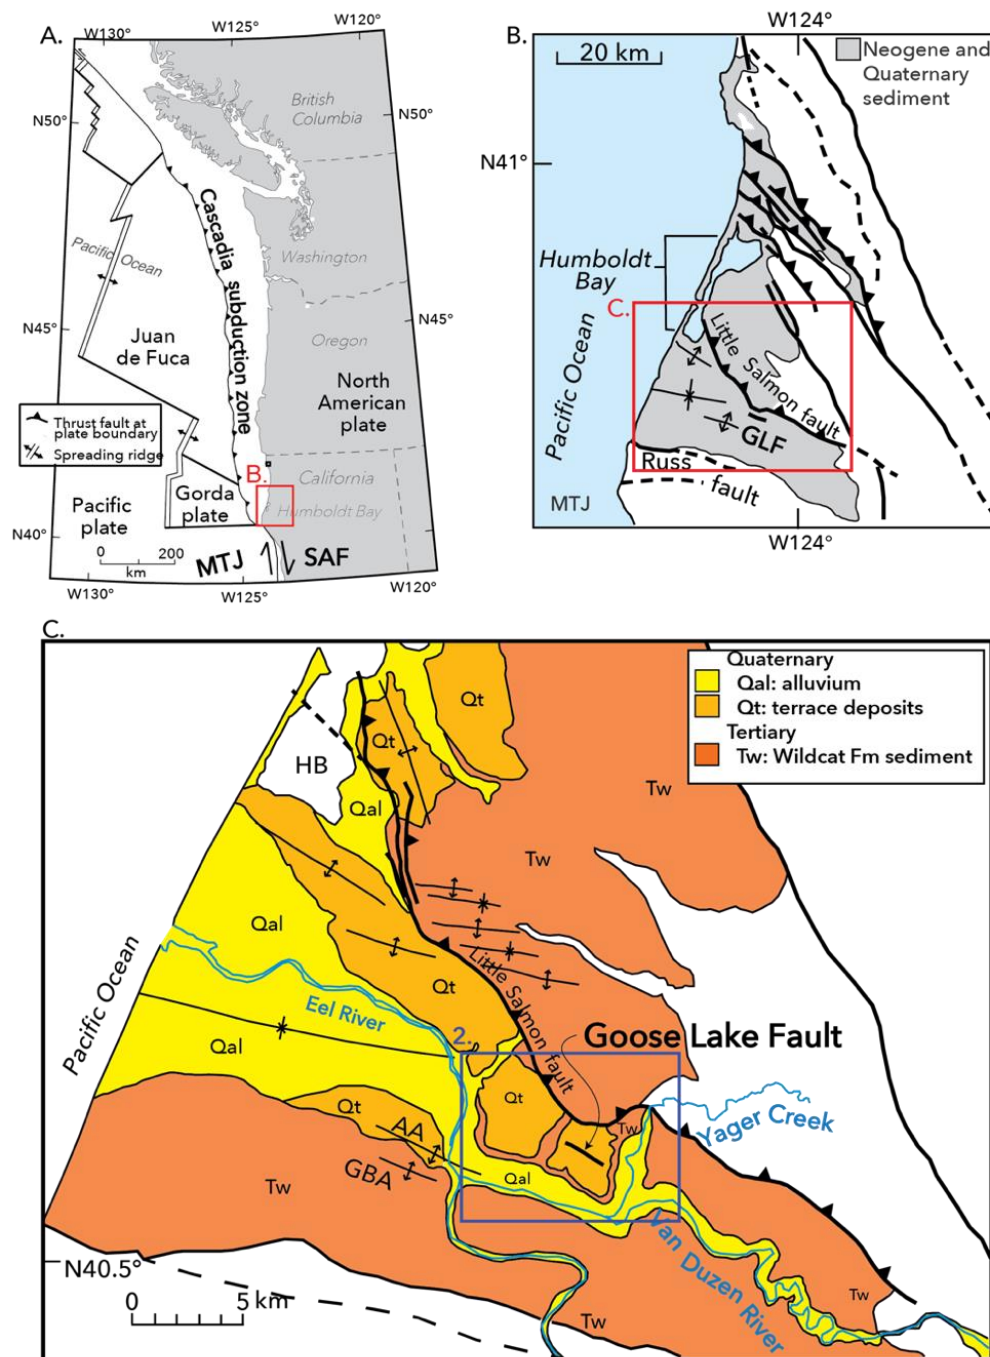 A.
W130°
W125°
W120°
N50°
British
Columbia
N50°
Cascadia subduction zone
Pacific Ocean
Washington
N45°
Juan
de Fuca
N45°
Oregon
North
American
plate
Thrust fault at
plate boundary
Spreading ridge
B.
California
Humboldt Bay
Pacific
plate
Gorda
plate
N40°
0 200
km
MTJ
SAF
W130°
W125°
W120°
B.
W124°
20 km
Neogene and
Quaternary
sediment
N41°
Humboldt
Bay
C.
Pacific Ocean
Little Salmon fault
GLF
Russ
fault
MTJ
W124°
C.
Quaternary
Qal: alluvium
Qt: terrace deposits
Tertiary
Tw: Wildcat Fm sediment
Qt
Qt
HB
Qal
Tw
Tw
Qal
Qt
Little Salmon fault
Pacific Ocean
Eel River
Goose Lake Fault
2.
Qal
Qt
Qt
AA
Tw
Yager Creek
GBA
Qal
Tw
Van Duzen River
N40.5°
0 5 km
Tw
Tw